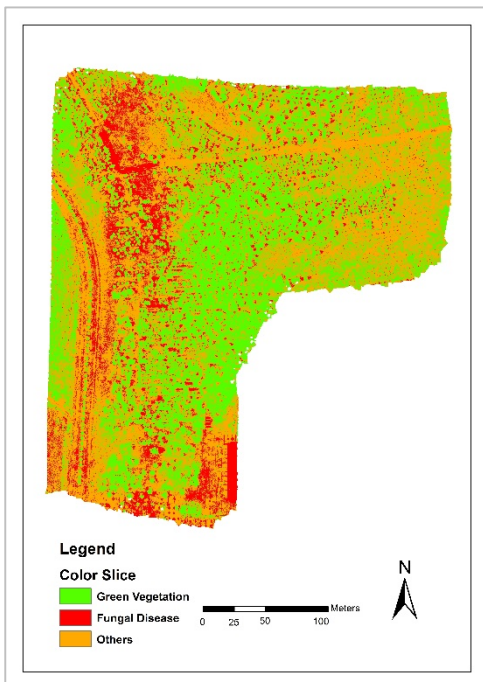 N
Legend
Color Slice
Green Vegetation
Fungal Disease
Others
Meters
0 25 50 100